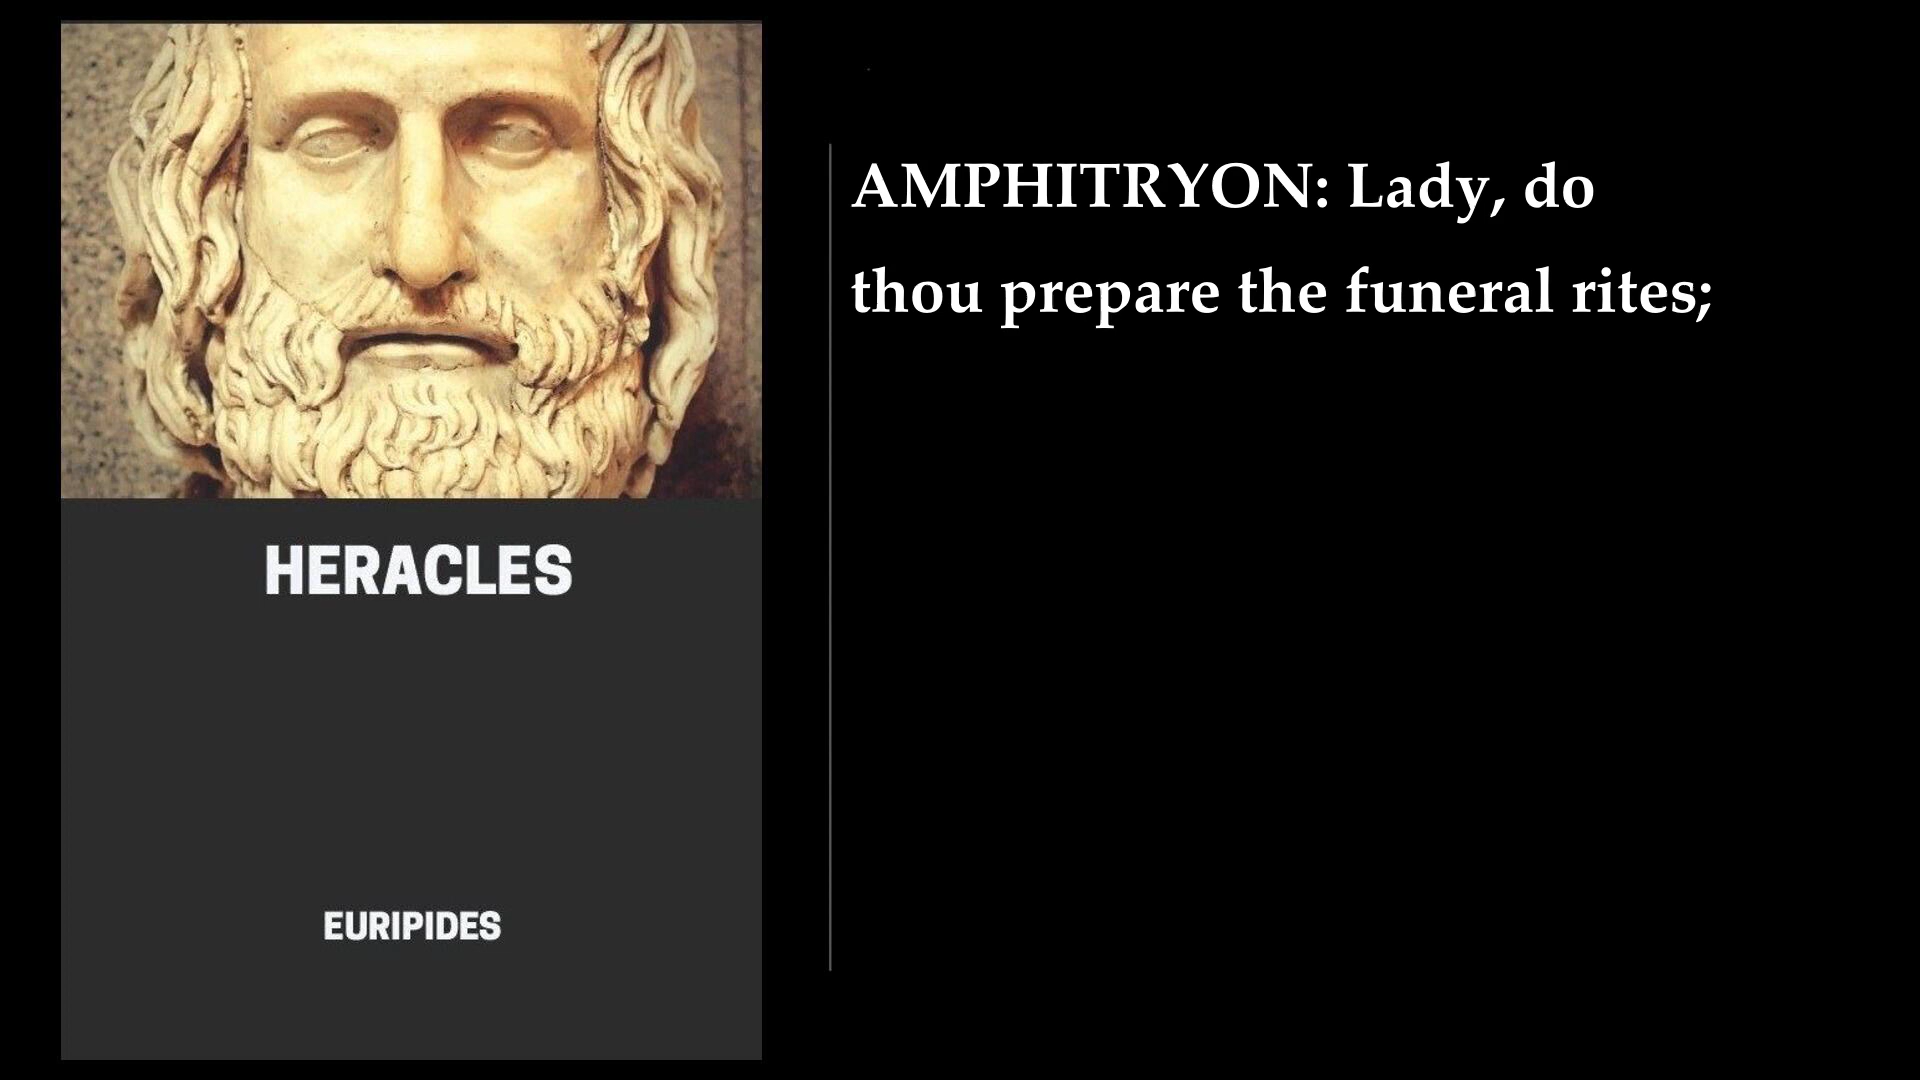 HERACLES
EURIPIDES
AMPHITRYON: Lady, do
thou prepare the funeral rites;